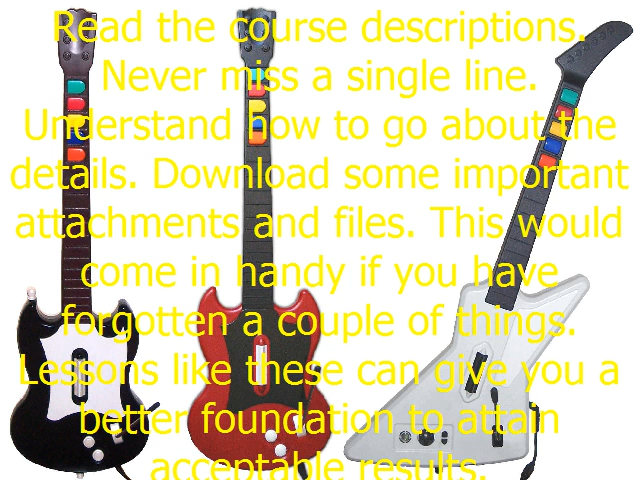 Read the course descriptions.
Never miss a single line.
Understand how to go about the
details. Download some important
attachments and files. This would
come in handy if you have
forgotten a couple of things.
Lessons like these can give you a
better foundation to attain
acceptable results.